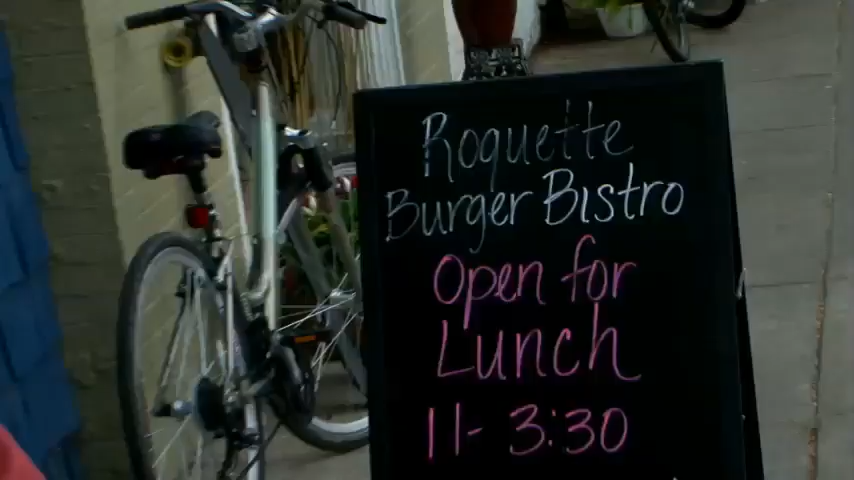 Roquette
Burger Bistro
Open for
Lunch
11- 3:30